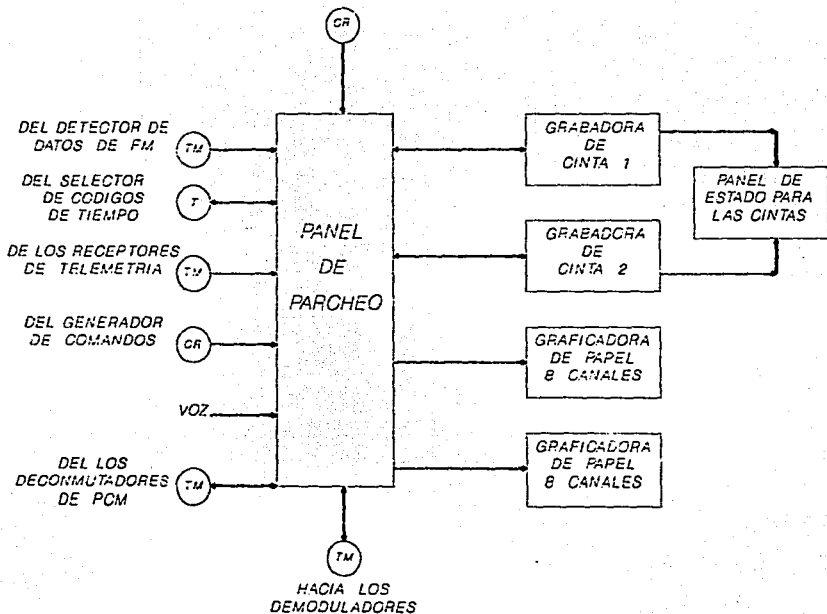 CR
DEL DETECTOR DE
DATOS DE FM
TM
DEL SELECTOR
DE CODIGOS
DE TIEMPO
T
DE LOS RECEPTORES
DE TELEMETRIA
TM
DEL GENERADOR
DE COMANDOS
CR
VOZ
DEL LOS
DECONMUTADORES
DE PCM
TM
PANEL
DE
PARCHEO
GRABADORA
DE
CINTA 1
GRABADORA
DE
CINTA 2
PANEL DE
ESTADO PARA
LAS CINTAS
GRAFICADORA
DE PAPEL
8 CANALES
GRAFICADORA
DE PAPEL
8 CANALES
TM
HACIA LOS
DEMODULADORES